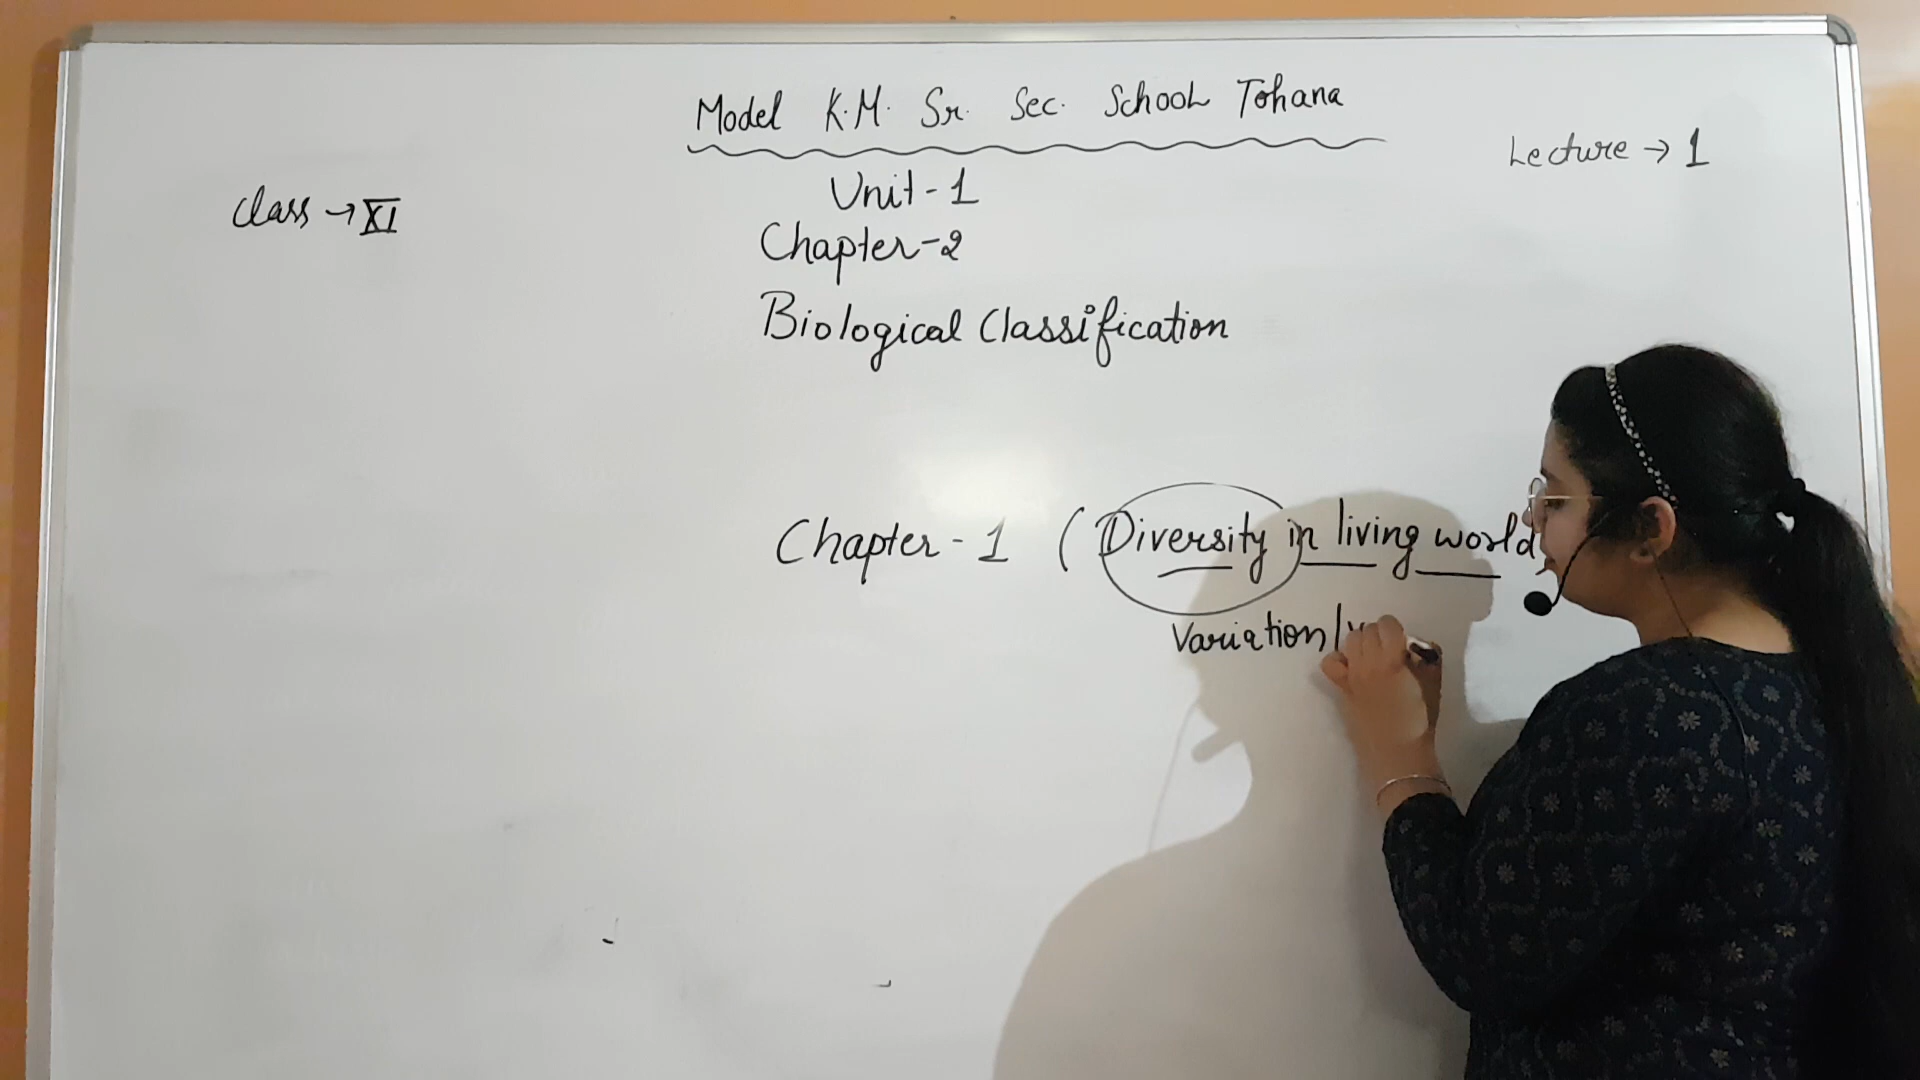 Model K.M. Sr. Sec. School Tohana
Lecture → 1
Class → XI
Unit - 1
Chapter - 2
Biological Classification
Chapter - 1 ( Diversity in living world
Variation /